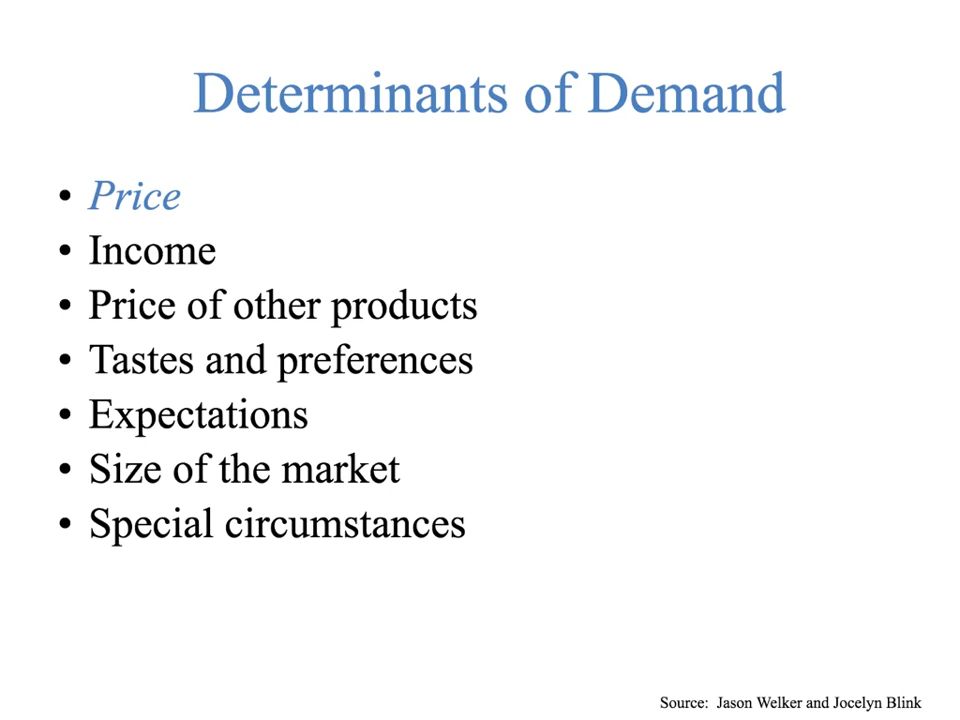 Determinants of Demand
• Price
• Income
• Price of other products
• Tastes and preferences
• Expectations
• Size of the market
• Special circumstances
Source:  Jason Welker and Jocelyn Blink